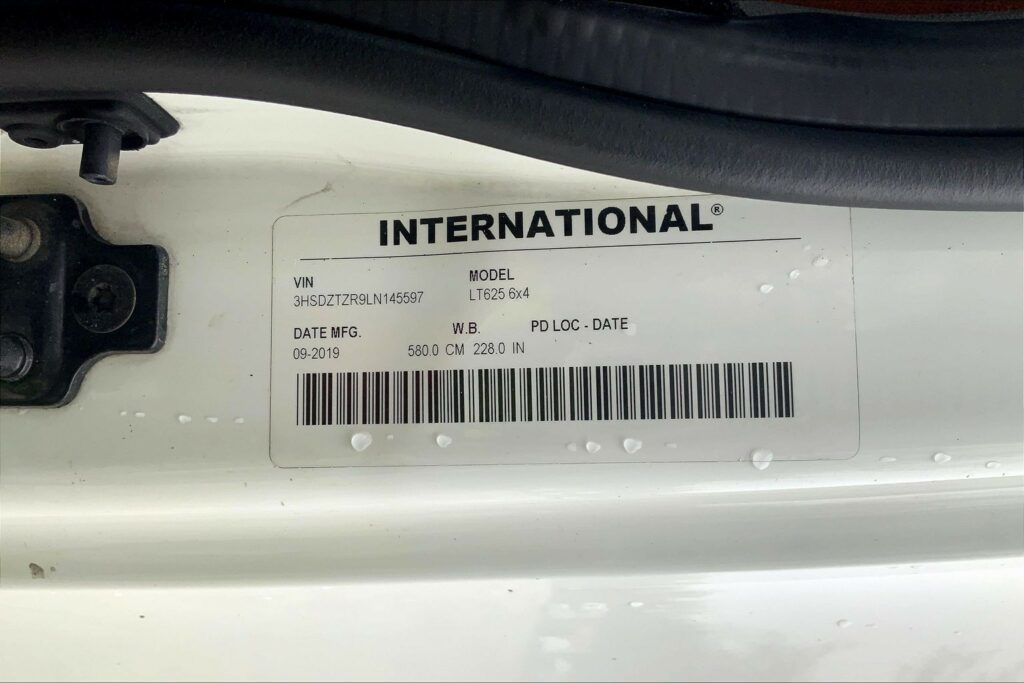 INTERNATIONAL®
VIN MODEL
3HSDZTZR9LN145597 LT625 6x4
DATE MFG. W.B. PD LOC - DATE
09-2019 580.0 CM 228.0 IN